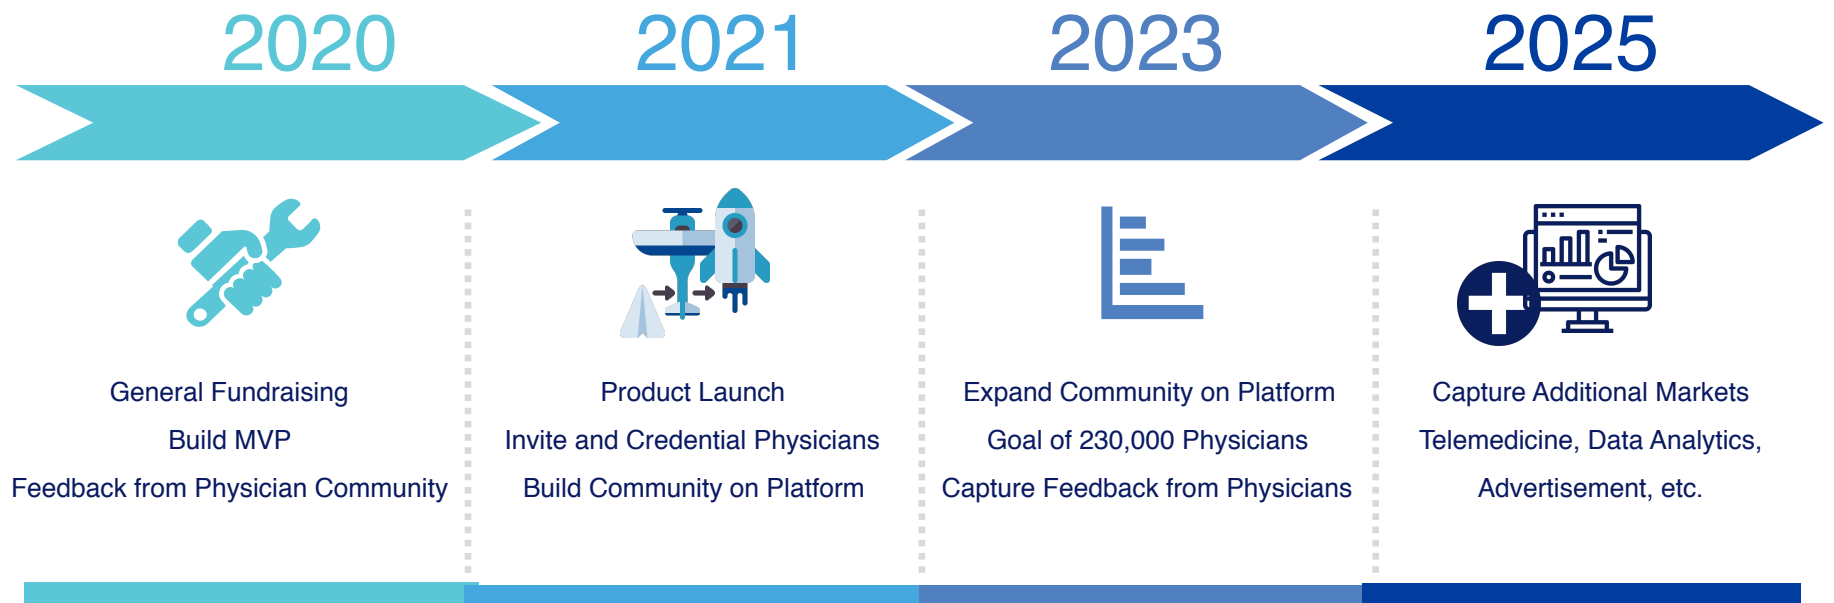 2020
2021
2023
2025
General Fundraising
Build MVP
Feedback from Physician Community
Product Launch
Invite and Credential Physicians
Build Community on Platform
Expand Community on Platform
Goal of 230,000 Physicians
Capture Feedback from Physicians
Capture Additional Markets
Telemedicine, Data Analytics,
Advertisement, etc.